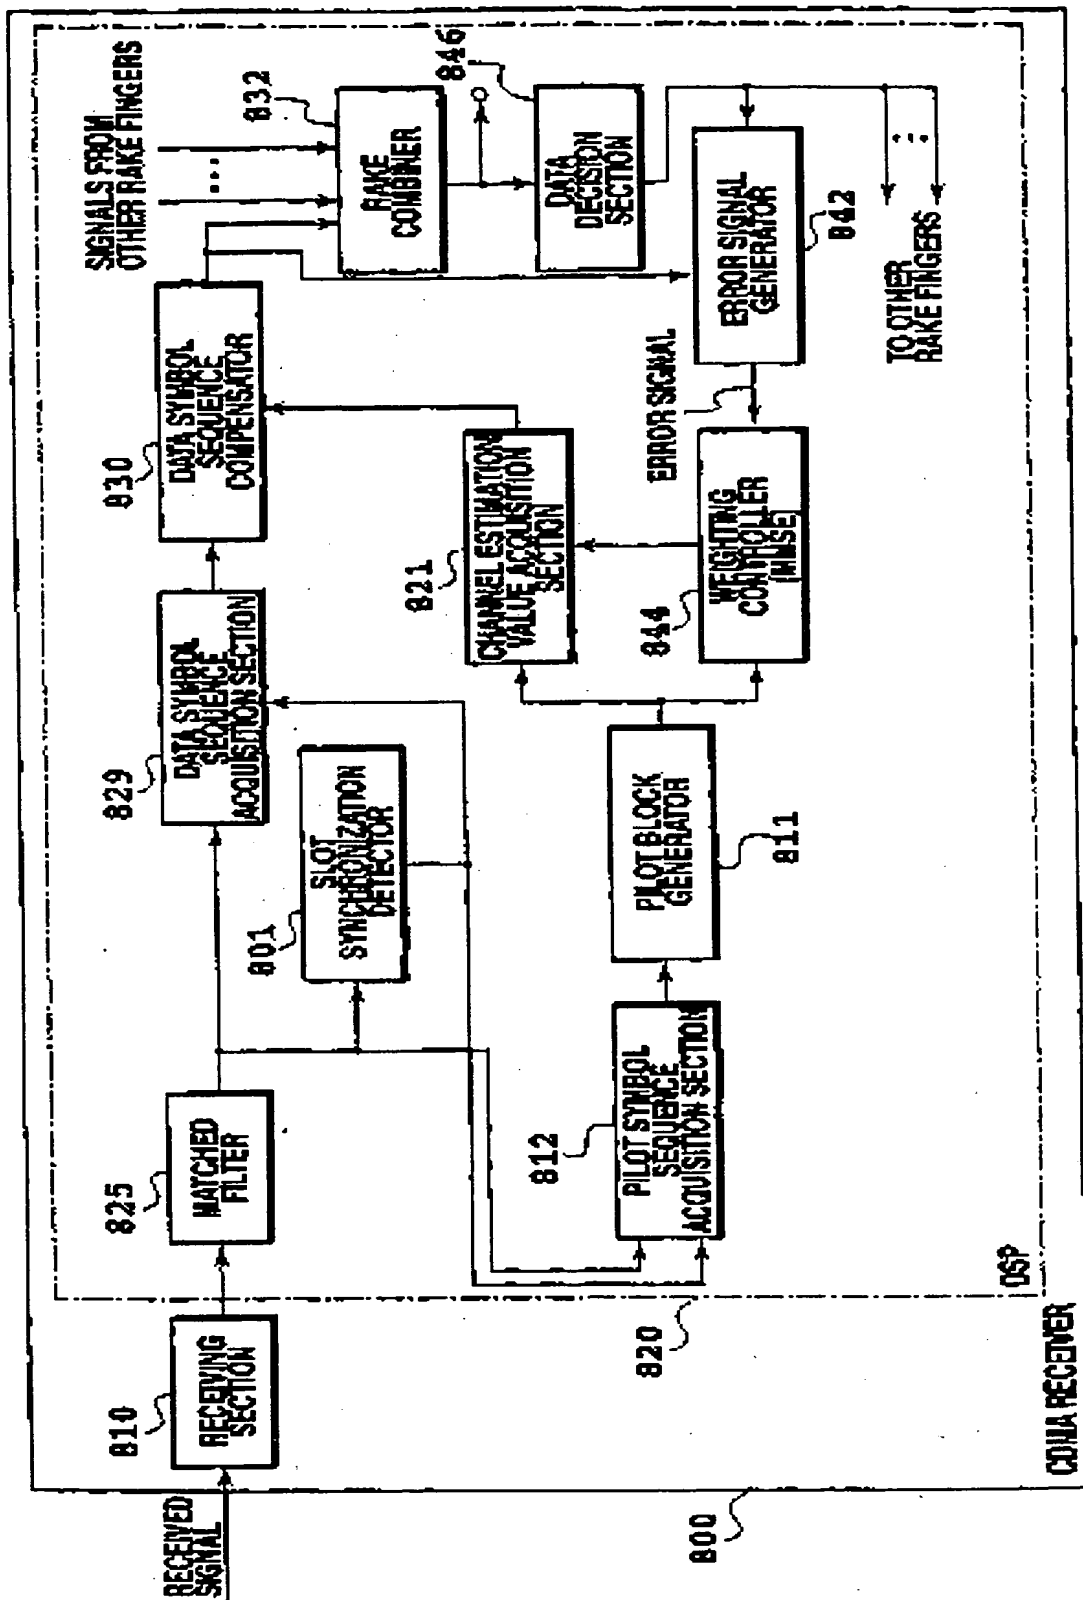 RECEIVED
SIGNAL
810
RECEIVING
SECTION
825
MATCHED
FILTER
829
DATA SYMBOL
SEQUENCE
ACQUISITION SECTION
830
DATA SYMBOL
SEQUENCE
COMPENSATOR
SIGNALS FROM
OTHER RAKE FINGERS
832
RAKE
COMBINER
846
DATA
DECISION
SECTION
801
SLOT
SYNCHRONIZATION
DETECTOR
821
CHANNEL ESTIMATION
VALUE ACQUISITION
SECTION
ERROR SIGNAL
ERROR SIGNAL
GENERATOR
842
812
PILOT SYMBOL
SEQUENCE
ACQUISITION SECTION
PILOT BLOCK
GENERATOR
811
844
WEIGHTING
CONTROLLER
(MMSE)
TO OTHER
RAKE FINGERS
820
DSP
800
CDMA RECEIVER